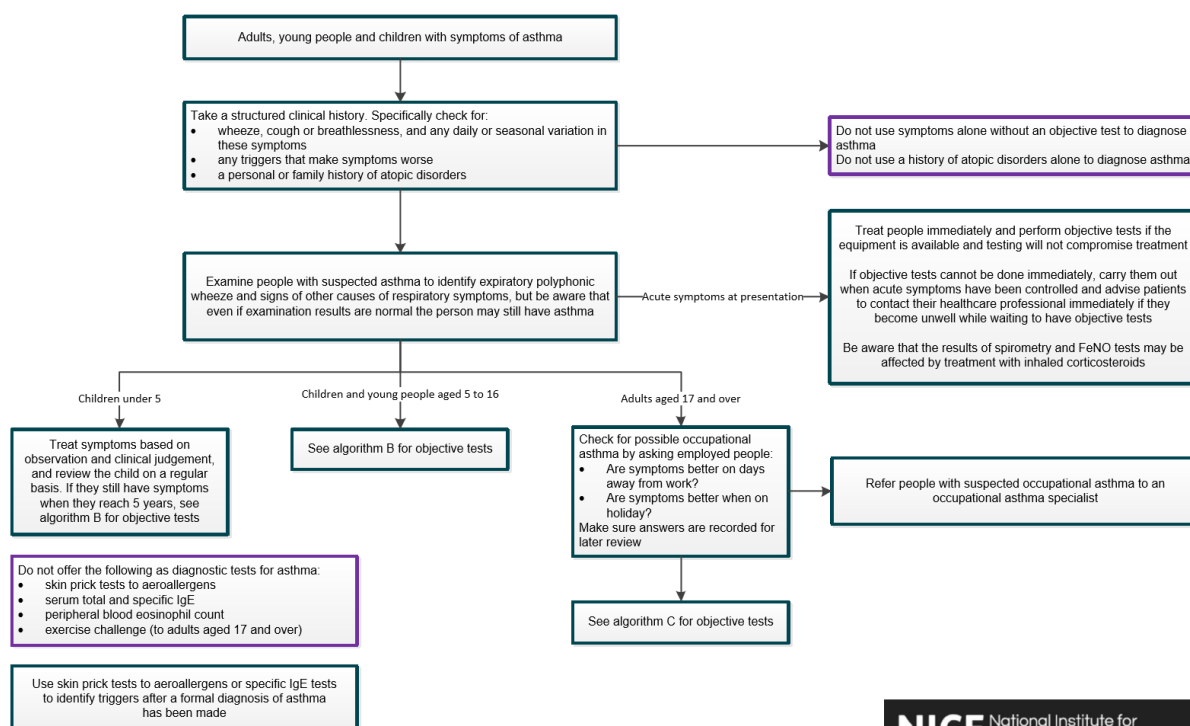 Adults, young people and children with symptoms of asthma
Take a structured clinical history. Specifically check for:
• wheeze, cough or breathlessness, and any daily or seasonal variation in
these symptoms
• any triggers that make symptoms worse
• a personal or family history of atopic disorders
Do not use symptoms alone without an objective test to diagnose
asthma
Do not use a history of atopic disorders alone to diagnose asthma
Examine people with suspected asthma to identify expiratory polyphonic
wheeze and signs of other causes of respiratory symptoms, but be aware that
even if examination results are normal the person may still have asthma
Acute symptoms at presentation
Treat people immediately and perform objective tests if the
equipment is available and testing will not compromise treatment
If objective tests cannot be done immediately, carry them out
when acute symptoms have been controlled and advise patients
to contact their healthcare professional immediately if they
become unwell while waiting to have objective tests
Be aware that the results of spirometry and FeNO tests may be
affected by treatment with inhaled corticosteroids
Children under 5
Children and young people aged 5 to 16
Adults aged 17 and over
Treat symptoms based on
observation and clinical judgement,
and review the child on a regular
basis. If they still have symptoms
when they reach 5 years, see
algorithm B for objective tests
See algorithm B for objective tests
Check for possible occupational
asthma by asking employed people:
• Are symptoms better on days
away from work?
• Are symptoms better when on
holiday?
Make sure answers are recorded for
later review
Refer people with suspected occupational asthma to an
occupational asthma specialist
Do not offer the following as diagnostic tests for asthma:
• skin prick tests to aeroallergens
• serum total and specific IgE
• peripheral blood eosinophil count
• exercise challenge (to adults aged 17 and over)
See algorithm C for objective tests
Use skin prick tests to aeroallergens or specific IgE tests
to identify triggers after a formal diagnosis of asthma
has been made
NICE National Institute for